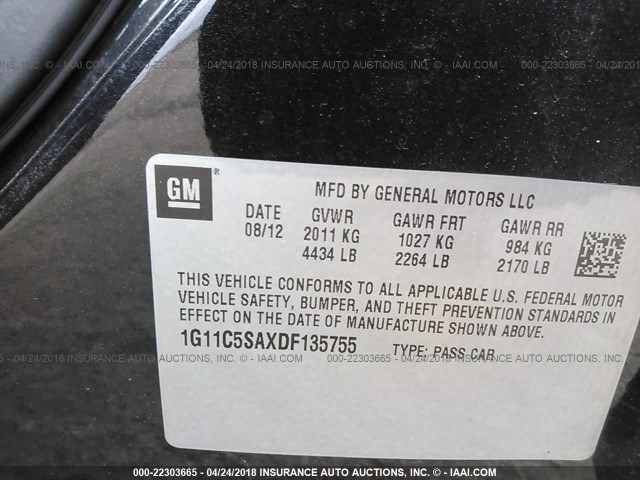 000-22303665 - 04/24/2018 INSURANCE AUTO AUCTIONS, INC. - IAAI.COM
GM
MFD BY GENERAL MOTORS LLC
DATE GVWR GAWR FRT GAWR RR
08/12 2011 KG 1027 KG 984 KG
4434 LB 2264 LB 2170 LB
THIS VEHICLE CONFORMS TO ALL APPLICABLE U.S. FEDERAL MOTOR
VEHICLE SAFETY, BUMPER, AND THEFT PREVENTION STANDARDS IN
EFFECT ON THE DATE OF MANUFACTURE SHOWN ABOVE.
1G11C5SAXDF135755 TYPE: PASS CAR
000-22303665 - 04/24/2018 INSURANCE AUTO AUCTIONS, INC. - IAAI.COM